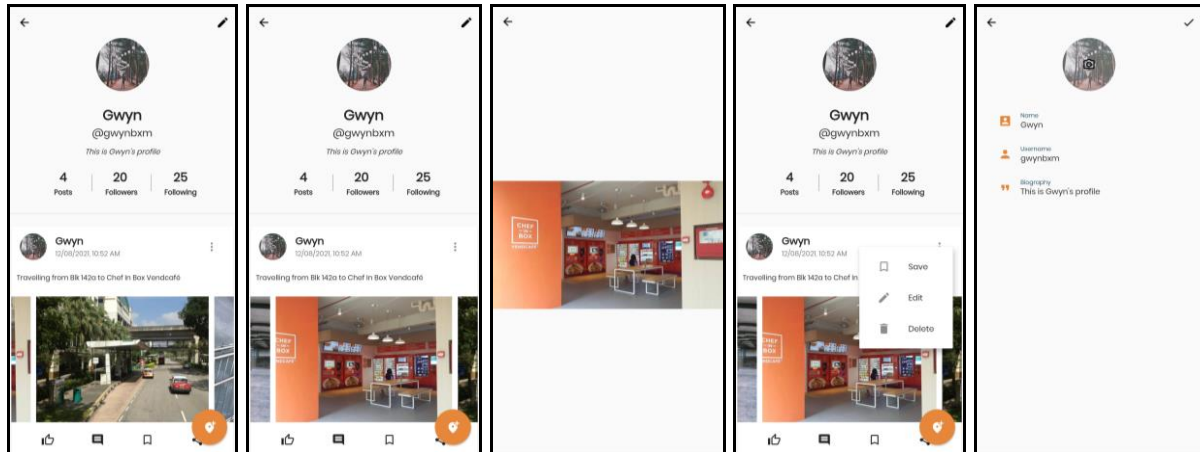 Gwyn
@gwynbxm
This is Gwyn's profile
4 20 25
Posts Followers Following
Gwyn
12/08/2021, 10:52 AM
Travelling from Blk 142a to Chef In Box Vendcafé
Gwyn
@gwynbxm
This is Gwyn's profile
4 20 25
Posts Followers Following
Gwyn
12/08/2021, 10:52 AM
Travelling from Blk 142a to Chef In Box Vendcafé
CHEF
IN
BOX
VENDCAFÉ
CHEF
IN
BOX
VENDCAFÉ
Gwyn
@gwynbxm
This is Gwyn's profile
4 20 25
Posts Followers Following
Gwyn
12/08/2021, 10:52 AM
Travelling from Blk 142a to Chef In
Save
Edit
Delete
CHEF
IN
BOX
VENDCAFÉ
Name
Gwyn
Username
gwynbxm
Biography
This is Gwyn's profile